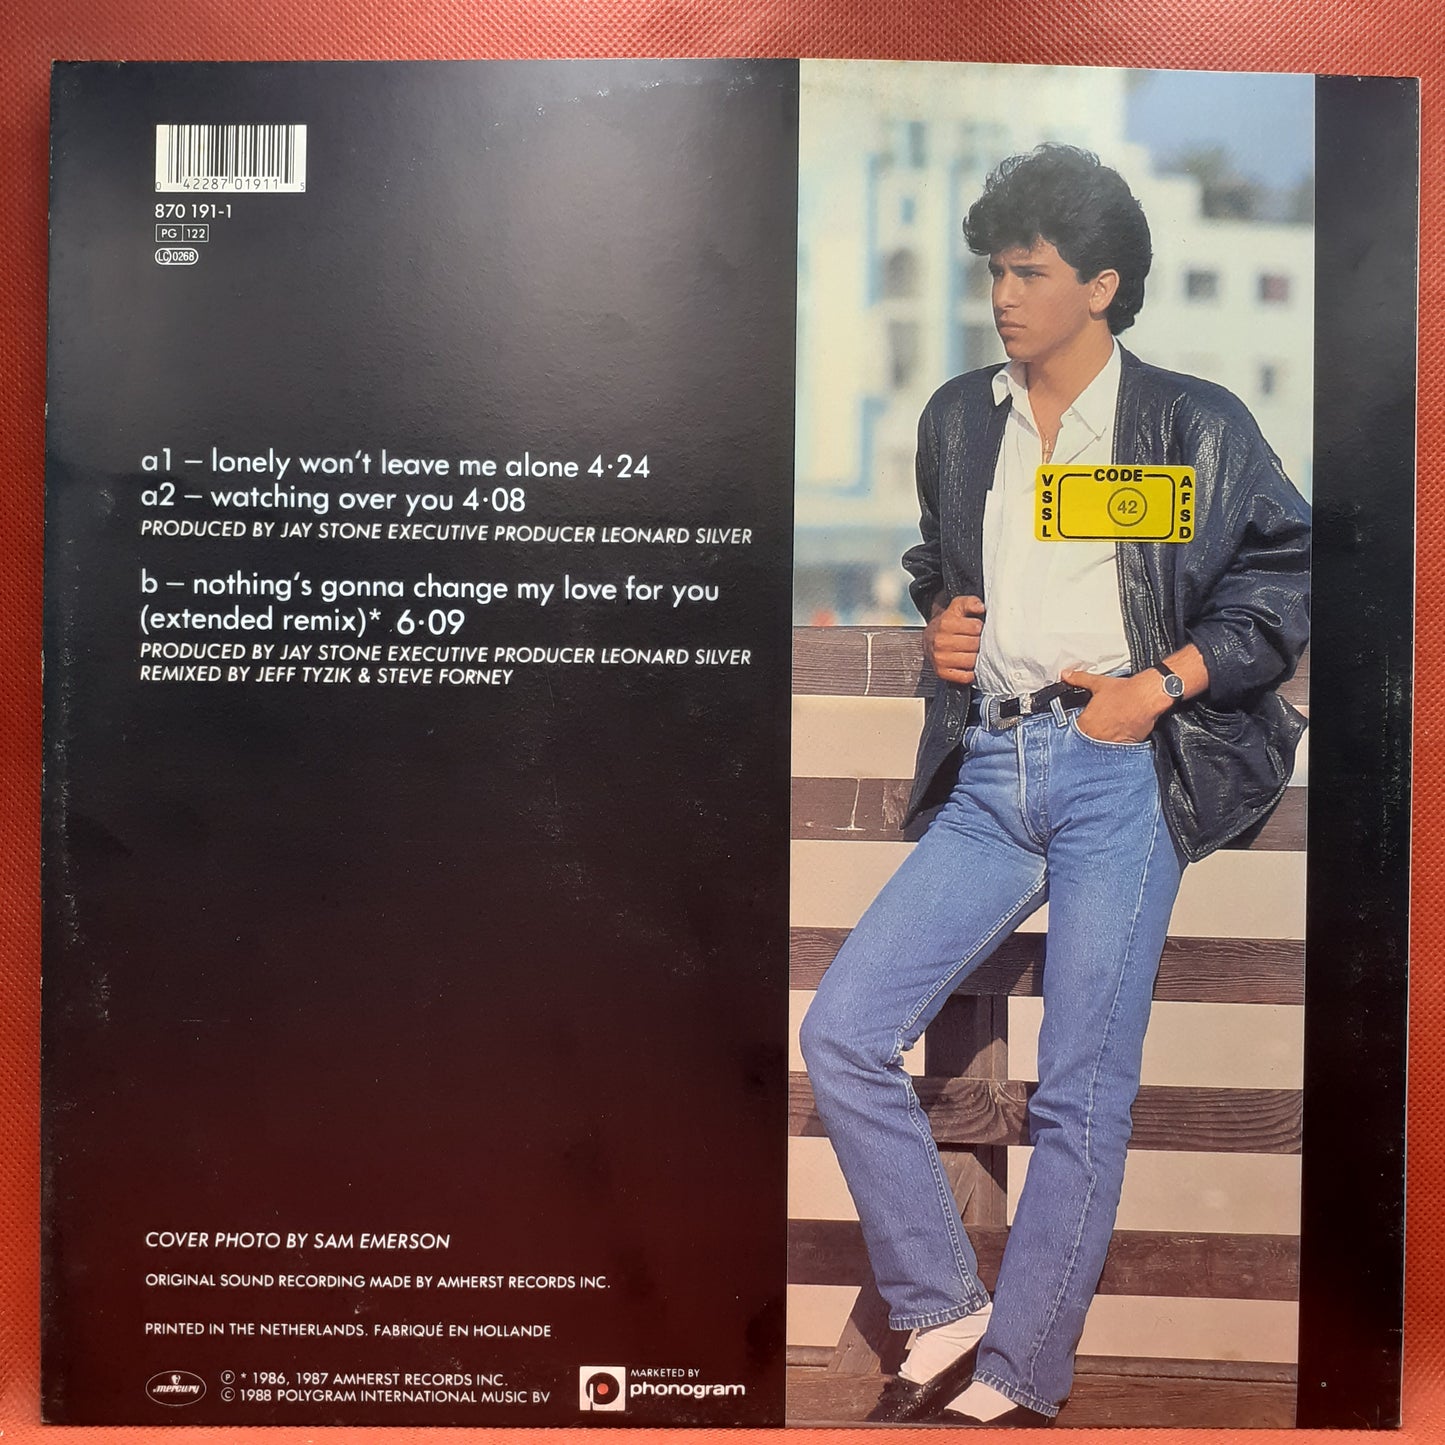 0 42287 01911 5
870 191-1
PG 122
LC 0268
a1 – lonely won't leave me alone 4·24
a2 – watching over you 4·08
PRODUCED BY JAY STONE EXECUTIVE PRODUCER LEONARD SILVER
b – nothing's gonna change my love for you
(extended remix)* 6·09
PRODUCED BY JAY STONE EXECUTIVE PRODUCER LEONARD SILVER
REMIXED BY JEFF TYZIK & STEVE FORNEY
VSSL CODE AFSD
42
COVER PHOTO BY SAM EMERSON
ORIGINAL SOUND RECORDING MADE BY AMHERST RECORDS INC.
PRINTED IN THE NETHERLANDS. FABRIQUÉ EN HOLLANDE
mercury
Ⓟ * 1986, 1987 AMHERST RECORDS INC.
© 1988 POLYGRAM INTERNATIONAL MUSIC BV
MARKETED BY
phonogram